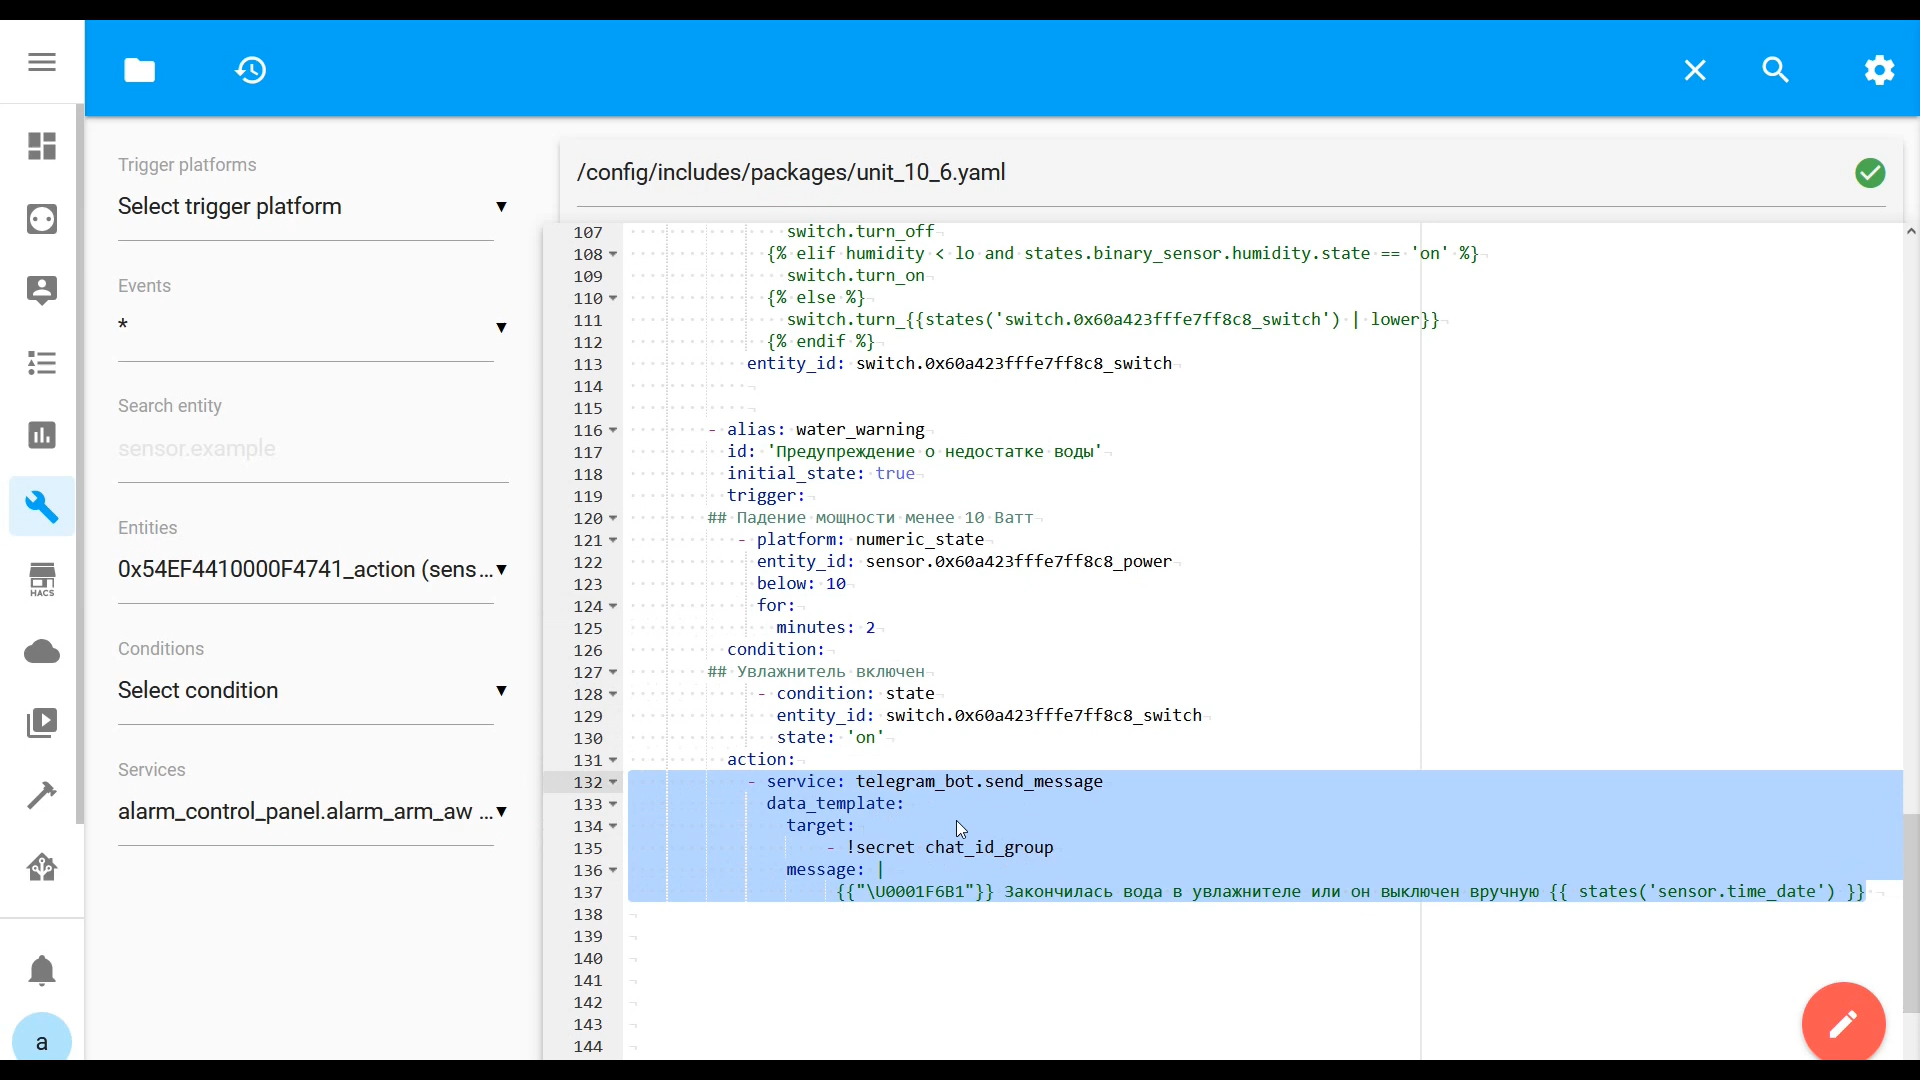 Trigger platforms
Select trigger platform
Events
*
Search entity
sensor.example
Entities
0x54EF4410000F4741_action (sens...
Conditions
Select condition
Services
alarm_control_panel.alarm_arm_aw ...
HACS
a
/config/includes/packages/unit_10_6.yaml
107 switch.turn_off
108 {% elif humidity < lo and states.binary_sensor.humidity.state == 'on' %}
109 switch.turn_on
110 {% else %}
111 switch.turn_{{states('switch.0x60a423fffe7ff8c8_switch') | lower}}
112 {% endif %}
113 entity_id: switch.0x60a423fffe7ff8c8_switch
114
115
116 - alias: water_warning
117 id: 'Предупреждение о недостатке воды'
118 initial_state: true
119 trigger:
120 ## Падение мощности менее 10 Ватт
121 - platform: numeric_state
122 entity_id: sensor.0x60a423fffe7ff8c8_power
123 below: 10
124 for:
125 minutes: 2
126 condition:
127 ## Увлажнитель включен
128 - condition: state
129 entity_id: switch.0x60a423fffe7ff8c8_switch
130 state: 'on'
131 action:
132 - service: telegram_bot.send_message
133 data_template:
134 target:
135 - !secret chat_id_group
136 message: |
137 {{"\U0001F6B1"}} Закончилась вода в увлажнителе или он выключен вручную {{ states('sensor.time_date') }}
138
139
140
141
142
143
144